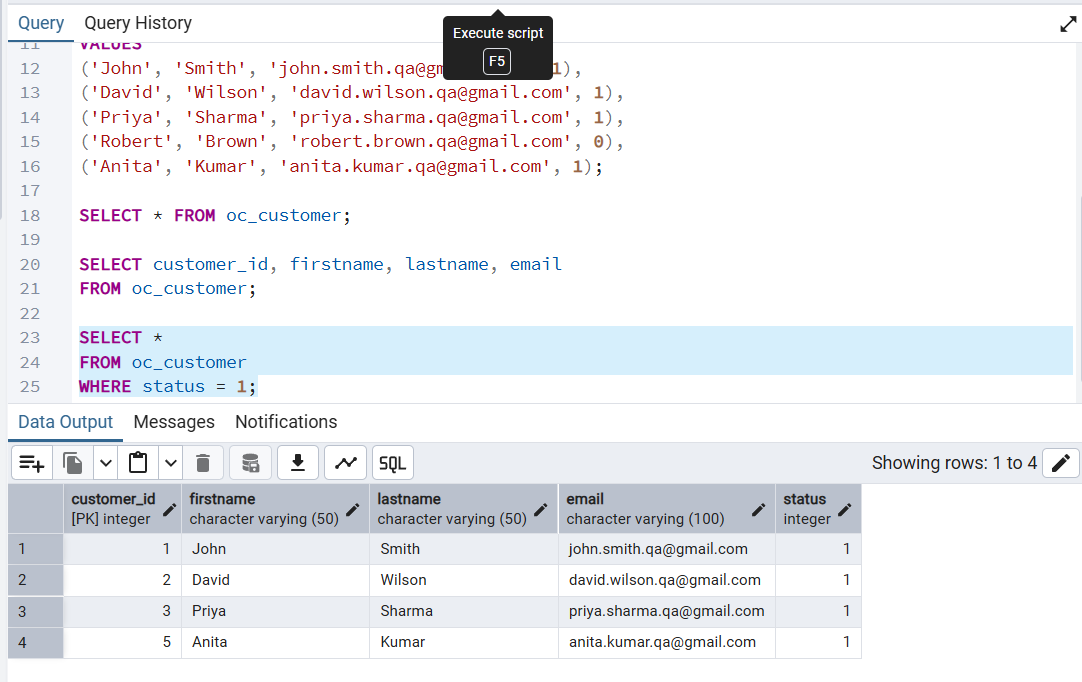 Query Query History
Execute script
F5
11 VALUES
12 ('John', 'Smith', 'john.smith.qa@gm 1),
13 ('David', 'Wilson', 'david.wilson.qa@gmail.com', 1),
14 ('Priya', 'Sharma', 'priya.sharma.qa@gmail.com', 1),
15 ('Robert', 'Brown', 'robert.brown.qa@gmail.com', 0),
16 ('Anita', 'Kumar', 'anita.kumar.qa@gmail.com', 1);
17
18 SELECT * FROM oc_customer;
19
20 SELECT customer_id, firstname, lastname, email
21 FROM oc_customer;
22
23 SELECT *
24 FROM oc_customer
25 WHERE status = 1;
Data Output Messages Notifications
SQL Showing rows: 1 to 4
customer_id firstname lastname email status
[PK] integer character varying (50) character varying (50) character varying (100) integer
1 1 John Smith john.smith.qa@gmail.com 1
2 2 David Wilson david.wilson.qa@gmail.com 1
3 3 Priya Sharma priya.sharma.qa@gmail.com 1
4 5 Anita Kumar anita.kumar.qa@gmail.com 1